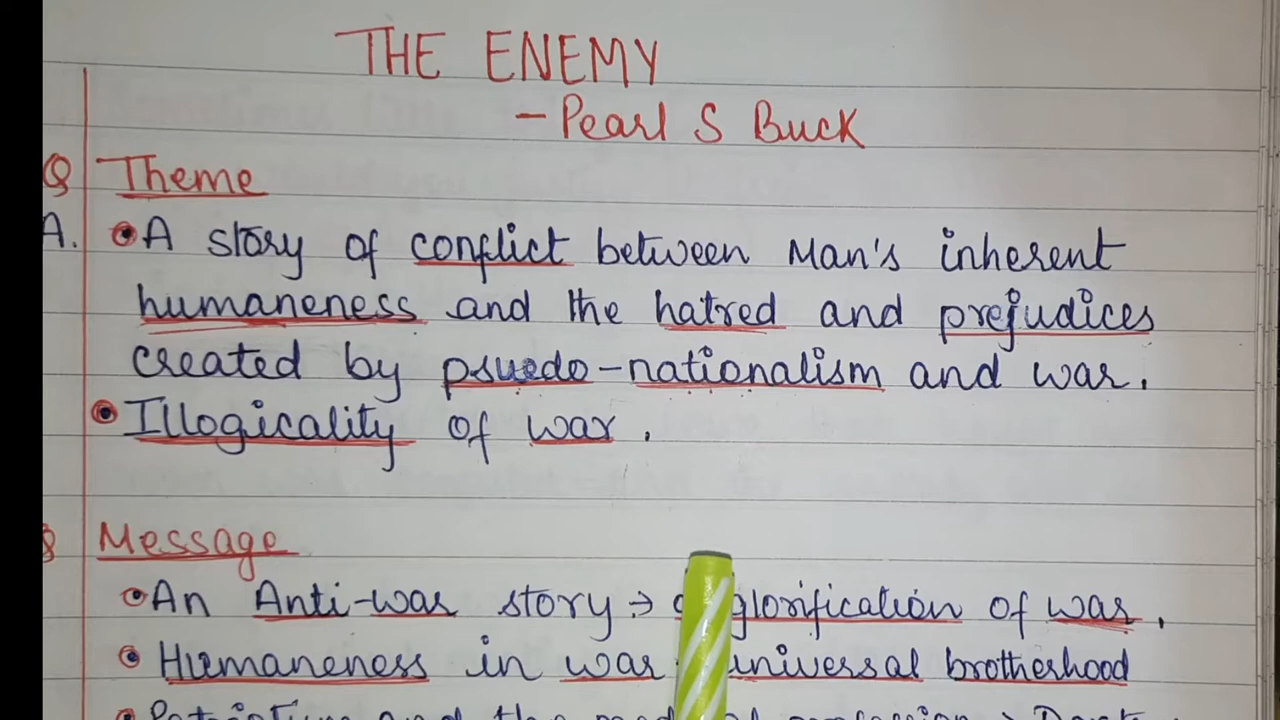 THE ENEMY
- Pearl S Buck
Q Theme
A. • A story of conflict between Man's inherent
humaneness and the hatred and prejudices
created by psuedo-nationalism and war.
• Illogicality of war.
Message
• An Anti-war story → glorification of war.
• Humaneness in war universal brotherhood
and the